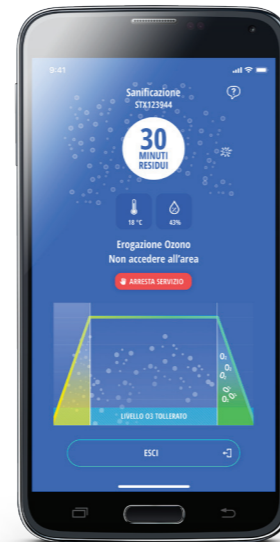 9:41
Sanificazione
STX123944
30
MINUTI
RESIDUI
18 °C
43%
Erogazione Ozono
Non accedere all'area
ARRESTA SERVIZIO
LIVELLO O3 TOLLERATO
ESCI